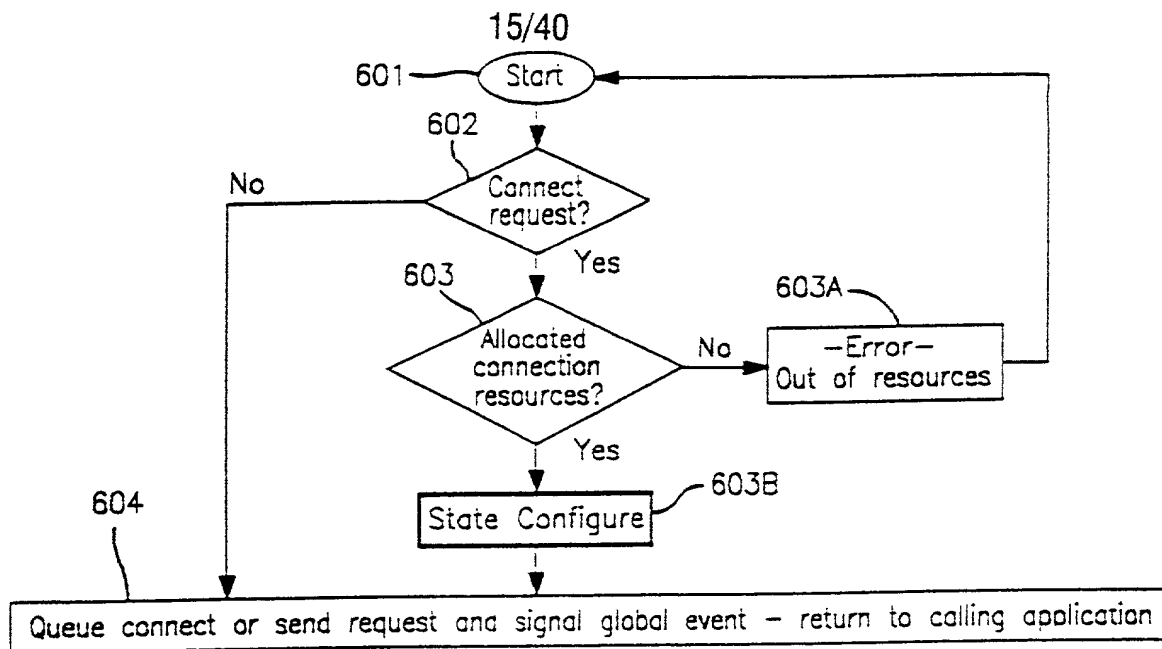 15/40
601
Start
602
No
Connect
request?
Yes
603
603A
Allocated
connection
resources?
No
-Error-
Out of resources
Yes
603B
State Configure
604
Queue connect or send request and signal global event – return to calling application